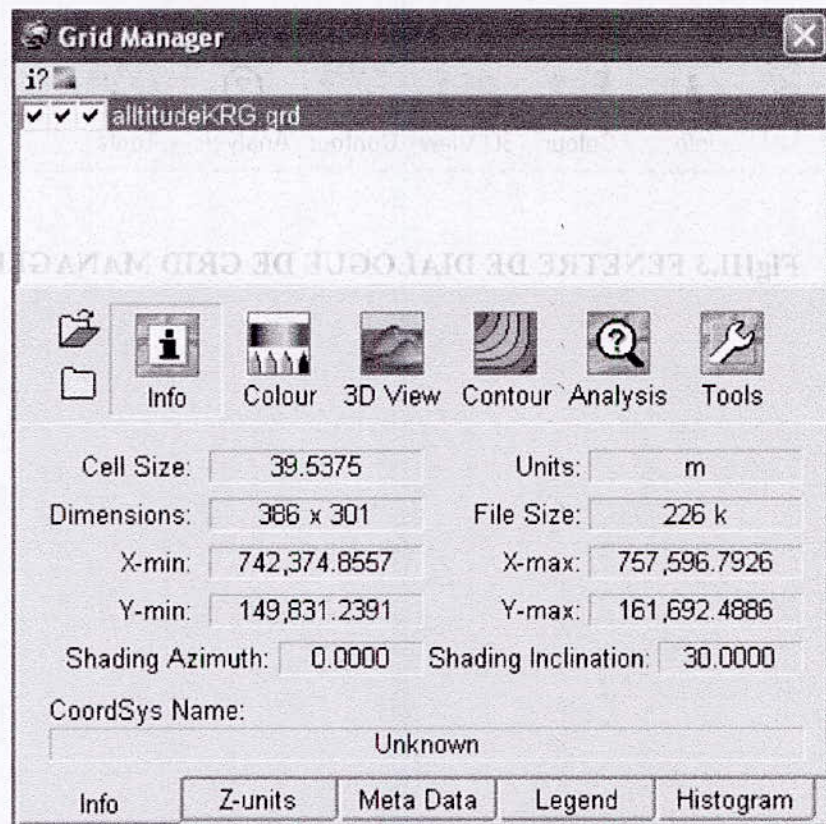 Grid Manager
i?
alltitudeKRG.grd
FigIII.3 FENETRE DE DIALOGUE DE GRID MANAGER
Info Colour 3D View Contour Analysis Tools
Cell Size: 39.5375 Units: m
Dimensions: 386 x 301 File Size: 226 k
X-min: 742,374.8557 X-max: 757,596.7926
Y-min: 149,831.2391 Y-max: 161,692.4886
Shading Azimuth: 0.0000 Shading Inclination: 30.0000
CoordSys Name:
Unknown
Info Z-units Meta Data Legend Histogram